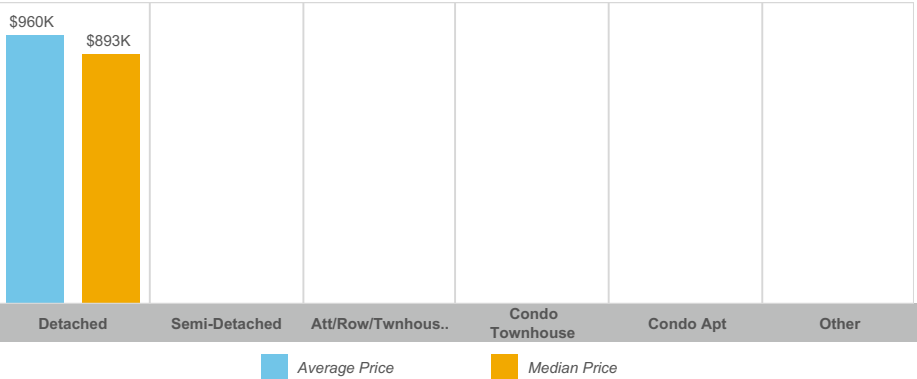 $960K
$893K
Detached
Semi-Detached
Att/Row/Twnhous..
Condo
Townhouse
Condo Apt
Other
Average Price
Median Price